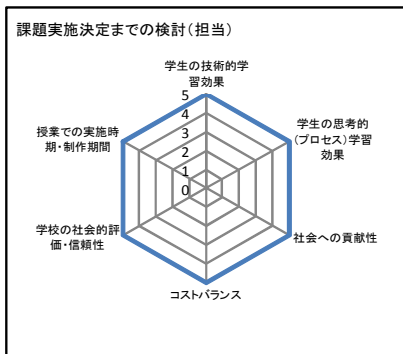 課題実施決定までの検討(担当)
学生の技術的学
習効果
5
4
3
2
1
0
学生の思考的
(プロセス)学習
効果
社会への貢献性
コストバランス
学校の社会的評
価・信頼性
授業での実施時
期・制作期間